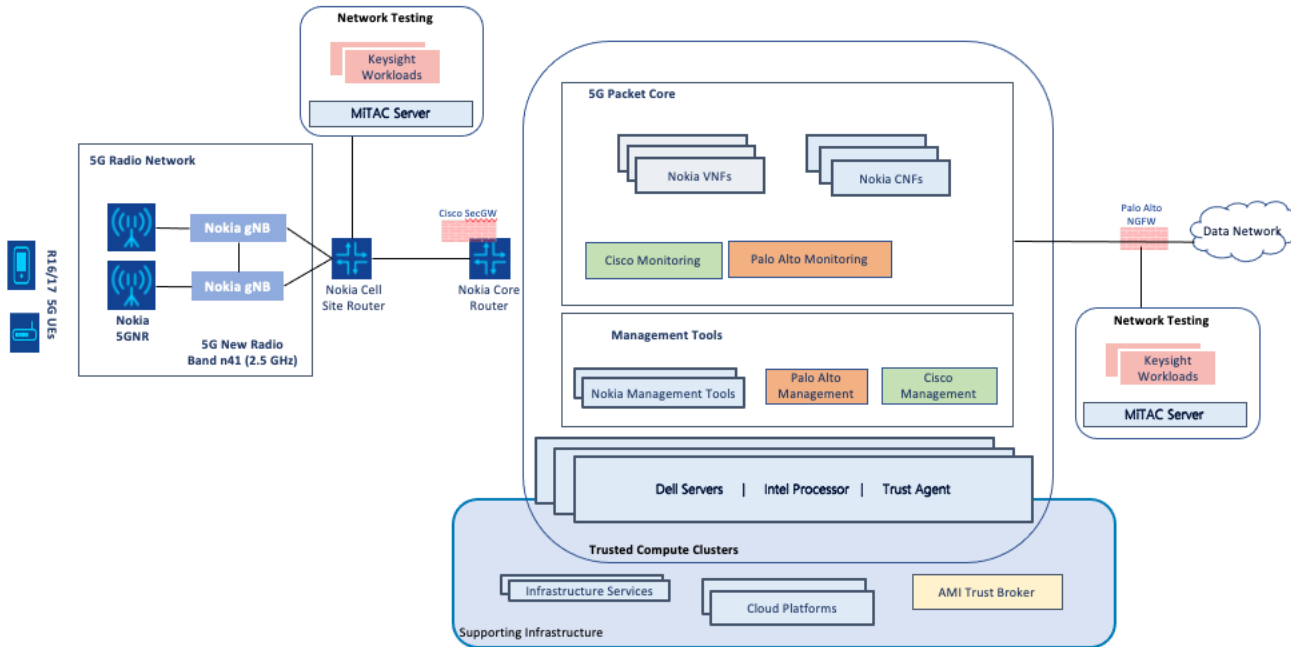 Network Testing
Keysight
Workloads
MiTAC Server
5G Radio Network
Nokia gNB
Nokia gNB
Nokia
5GNR
5G New Radio
Band n41 (2.5 GHz)
R16/17 5G UEs
Nokia Cell
Site Router
Cisco SecGW
Nokia Core
Router
5G Packet Core
Nokia VNFs
Nokia CNFs
Cisco Monitoring
Palo Alto Monitoring
Management Tools
Nokia Management Tools
Palo Alto
Management
Cisco
Management
Dell Servers | Intel Processor | Trust Agent
Trusted Compute Clusters
Infrastructure Services
Cloud Platforms
AMI Trust Broker
Supporting Infrastructure
Palo Alto
NGFW
Data Network
Network Testing
Keysight
Workloads
MiTAC Server